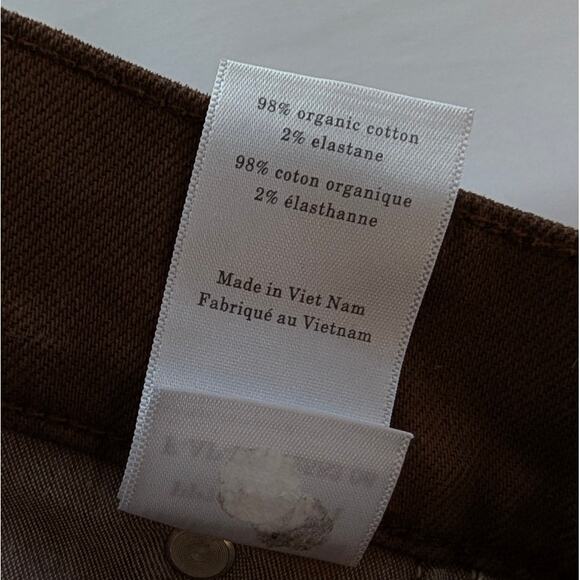 98% organic cotton
2% elastane
98% coton organique
2% élasthanne
Made in Viet Nam
Fabriqué au Vietnam